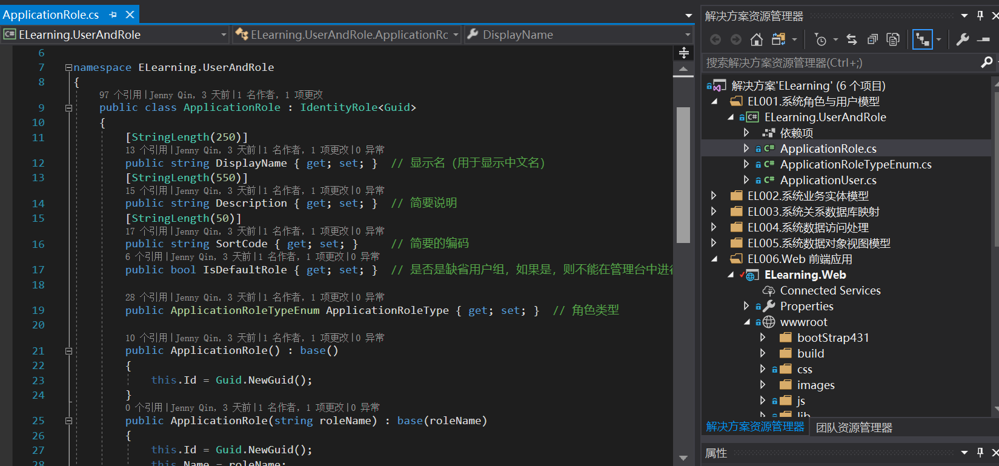 ApplicationRole.cs
ELearning.UserAndRole
ELearning.UserAndRole.ApplicationRc
DisplayName
6
7 namespace ELearning.UserAndRole
8 {
97 个引用|Jenny Qin, 3 天前|1 名作者, 1 项更改
9 public class ApplicationRole : IdentityRole<Guid>
10 {
11 [StringLength(250)]
13 个引用|Jenny Qin, 3 天前|1 名作者, 1 项更改|0 异常
12 public string DisplayName { get; set; } // 显示名（用于显示中文名）
13 [StringLength(550)]
15 个引用|Jenny Qin, 3 天前|1 名作者, 1 项更改|0 异常
14 public string Description { get; set; } // 简要说明
15 [StringLength(50)]
17 个引用|Jenny Qin, 3 天前|1 名作者, 1 项更改|0 异常
16 public string SortCode { get; set; } // 简要的编码
6 个引用|Jenny Qin, 3 天前|1 名作者, 1 项更改|0 异常
17 public bool IsDefaultRole { get; set; } // 是否是缺省用户组，如果是，则不能在管理台中进
18
28 个引用|Jenny Qin, 3 天前|1 名作者, 1 项更改|0 异常
19 public ApplicationRoleTypeEnum ApplicationRoleType { get; set; } // 角色类型
20
10 个引用|Jenny Qin, 3 天前|1 名作者, 1 项更改|0 异常
21 public ApplicationRole() : base()
22 {
23 this.Id = Guid.NewGuid();
24 }
0 个引用|Jenny Qin, 3 天前|1 名作者, 1 项更改|0 异常
25 public ApplicationRole(string roleName) : base(roleName)
26 {
27 this.Id = Guid.NewGuid();
28 this.Name = roleName;
解决方案资源管理器
搜索解决方案资源管理器(Ctrl+;)
解决方案'ELearning' (6 个项目)
EL001.系统角色与用户模型
C# ELearning.UserAndRole
依赖项
C# ApplicationRole.cs
C# ApplicationRoleTypeEnum.cs
C# ApplicationUser.cs
EL002.系统业务实体模型
EL003.系统关系数据库映射
EL004.系统数据访问处理
EL005.系统数据对象视图模型
EL006.Web 前端应用
ELearning.Web
Connected Services
Properties
wwwroot
bootStrap431
build
css
images
js
lib
解决方案资源管理器 团队资源管理器
属性